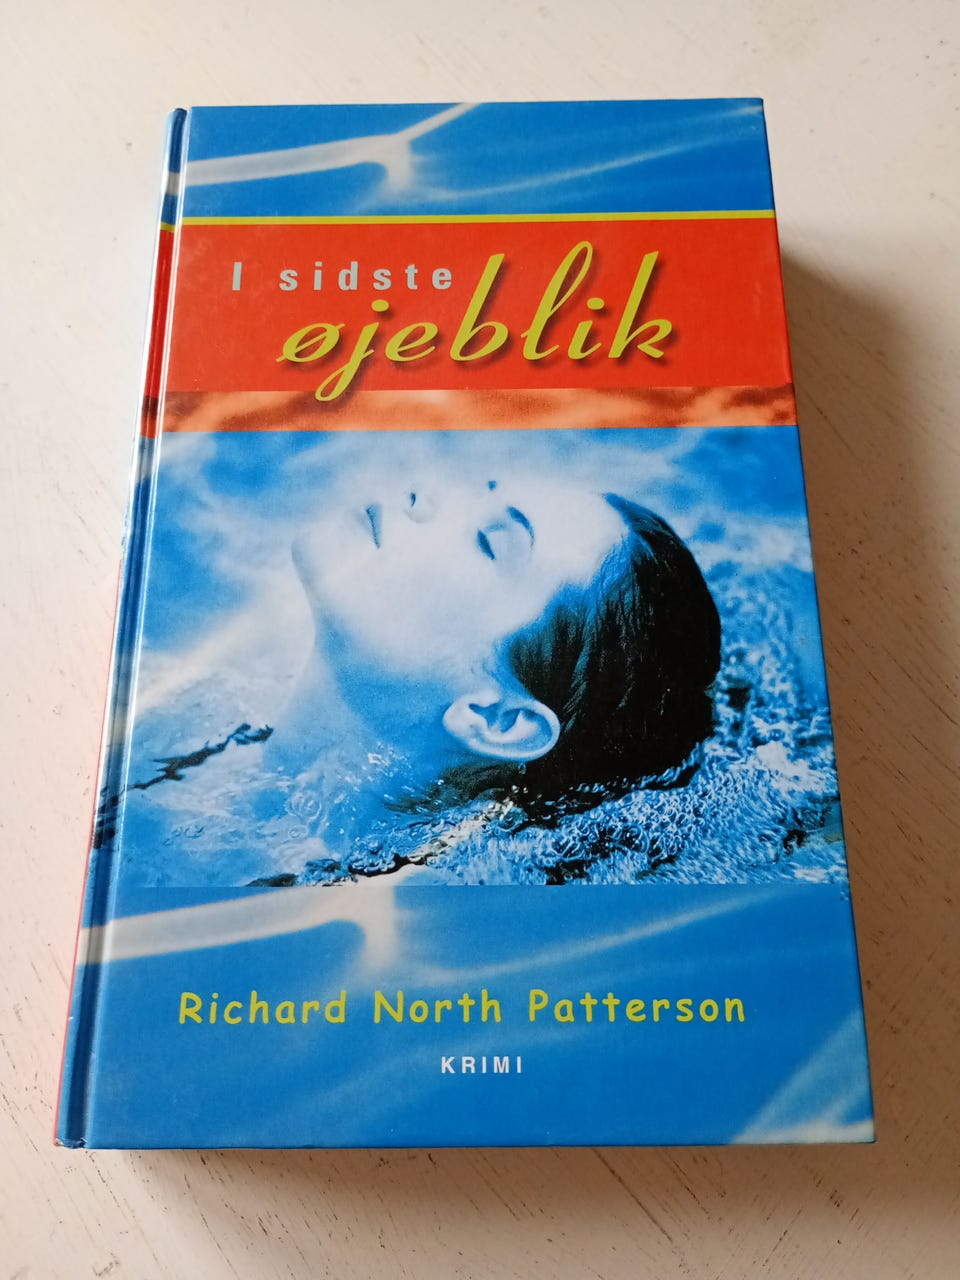 I sidste
øjeblik
Richard North Patterson
KRIMI